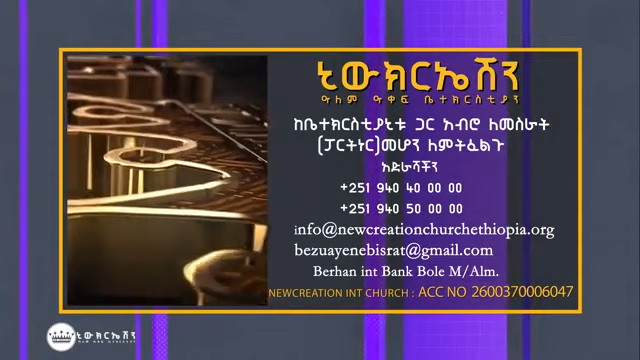 ኒውክርኤሽን
ዓለም ዓቀፍ ቤተክርስቲያን
ከቤተክርስቲያኒቱ ጋር አብሮ ለመስራት
(ፓርትነር)መሆን ለምትፈልጉ
አድራሻችን
+251 940 40 00 00
+251 940 50 00 00
info@newcreationchurchethiopia.org
bezuayenebisrat@gmail.com
Berhan int Bank Bole M/Alm.
NEWCREATION INT CHURCH : ACC NO 2600370006047
ኒውክርኤሽን